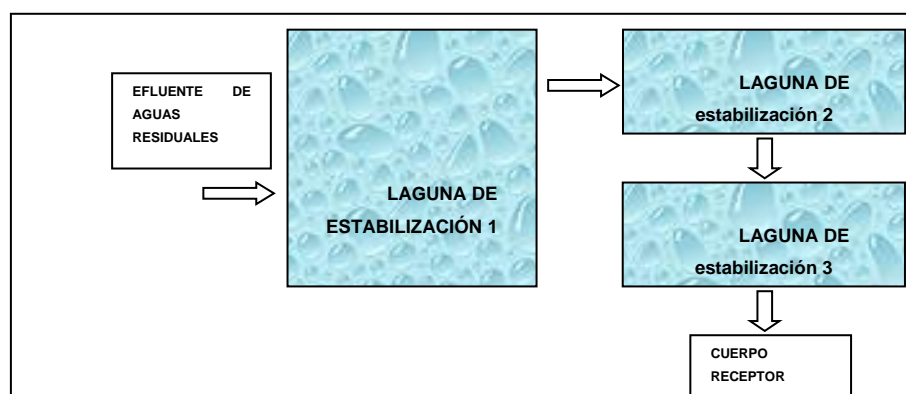 EFLUENTE DE
AGUAS
RESIDUALES
LAGUNA DE
ESTABILIZACIÓN 1
LAGUNA DE
estabilización 2
LAGUNA DE
estabilización 3
CUERPO
RECEPTOR